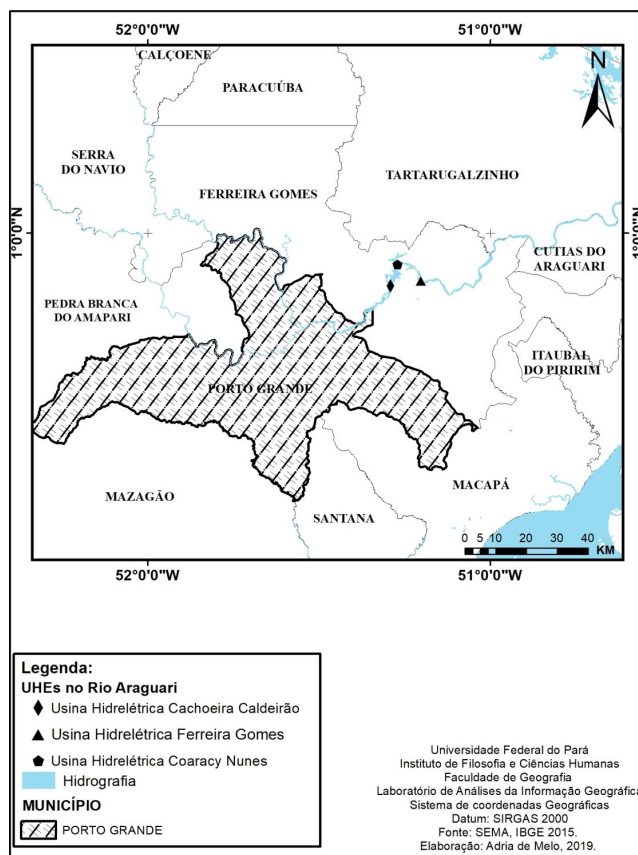 52°0'0"W
51°0'0"W
CALÇOENE
N
PARACUÚBA
SERRA
DO NAVIO
TARTARUGALZINHO
FERREIRA GOMES
1°0'0"N
1°0'0"N
CUTIAS DO
ARAGUARI
PEDRA BRANCA
DO AMAPARI
ITAUBAL
DO PIRIRIM
PORTO GRANDE
MAZAGÃO
MACAPÁ
SANTANA
0 5 10 20 30 40
KM
52°0'0"W
51°0'0"W
Legenda:
UHEs no Rio Araguari
Usina Hidrelétrica Cachoeira Caldeirão
Usina Hidrelétrica Ferreira Gomes
Usina Hidrelétrica Coaracy Nunes
Hidrografia
MUNICÍPIO
PORTO GRANDE
Universidade Federal do Pará
Instituto de Filosofia e Ciências Humanas
Faculdade de Geografia
Laboratório de Análises da Informação Geográfica
Sistema de coordenadas Geográficas
Datum: SIRGAS 2000
Fonte: SEMA, IBGE 2015.
Elaboração: Adria de Melo, 2019.